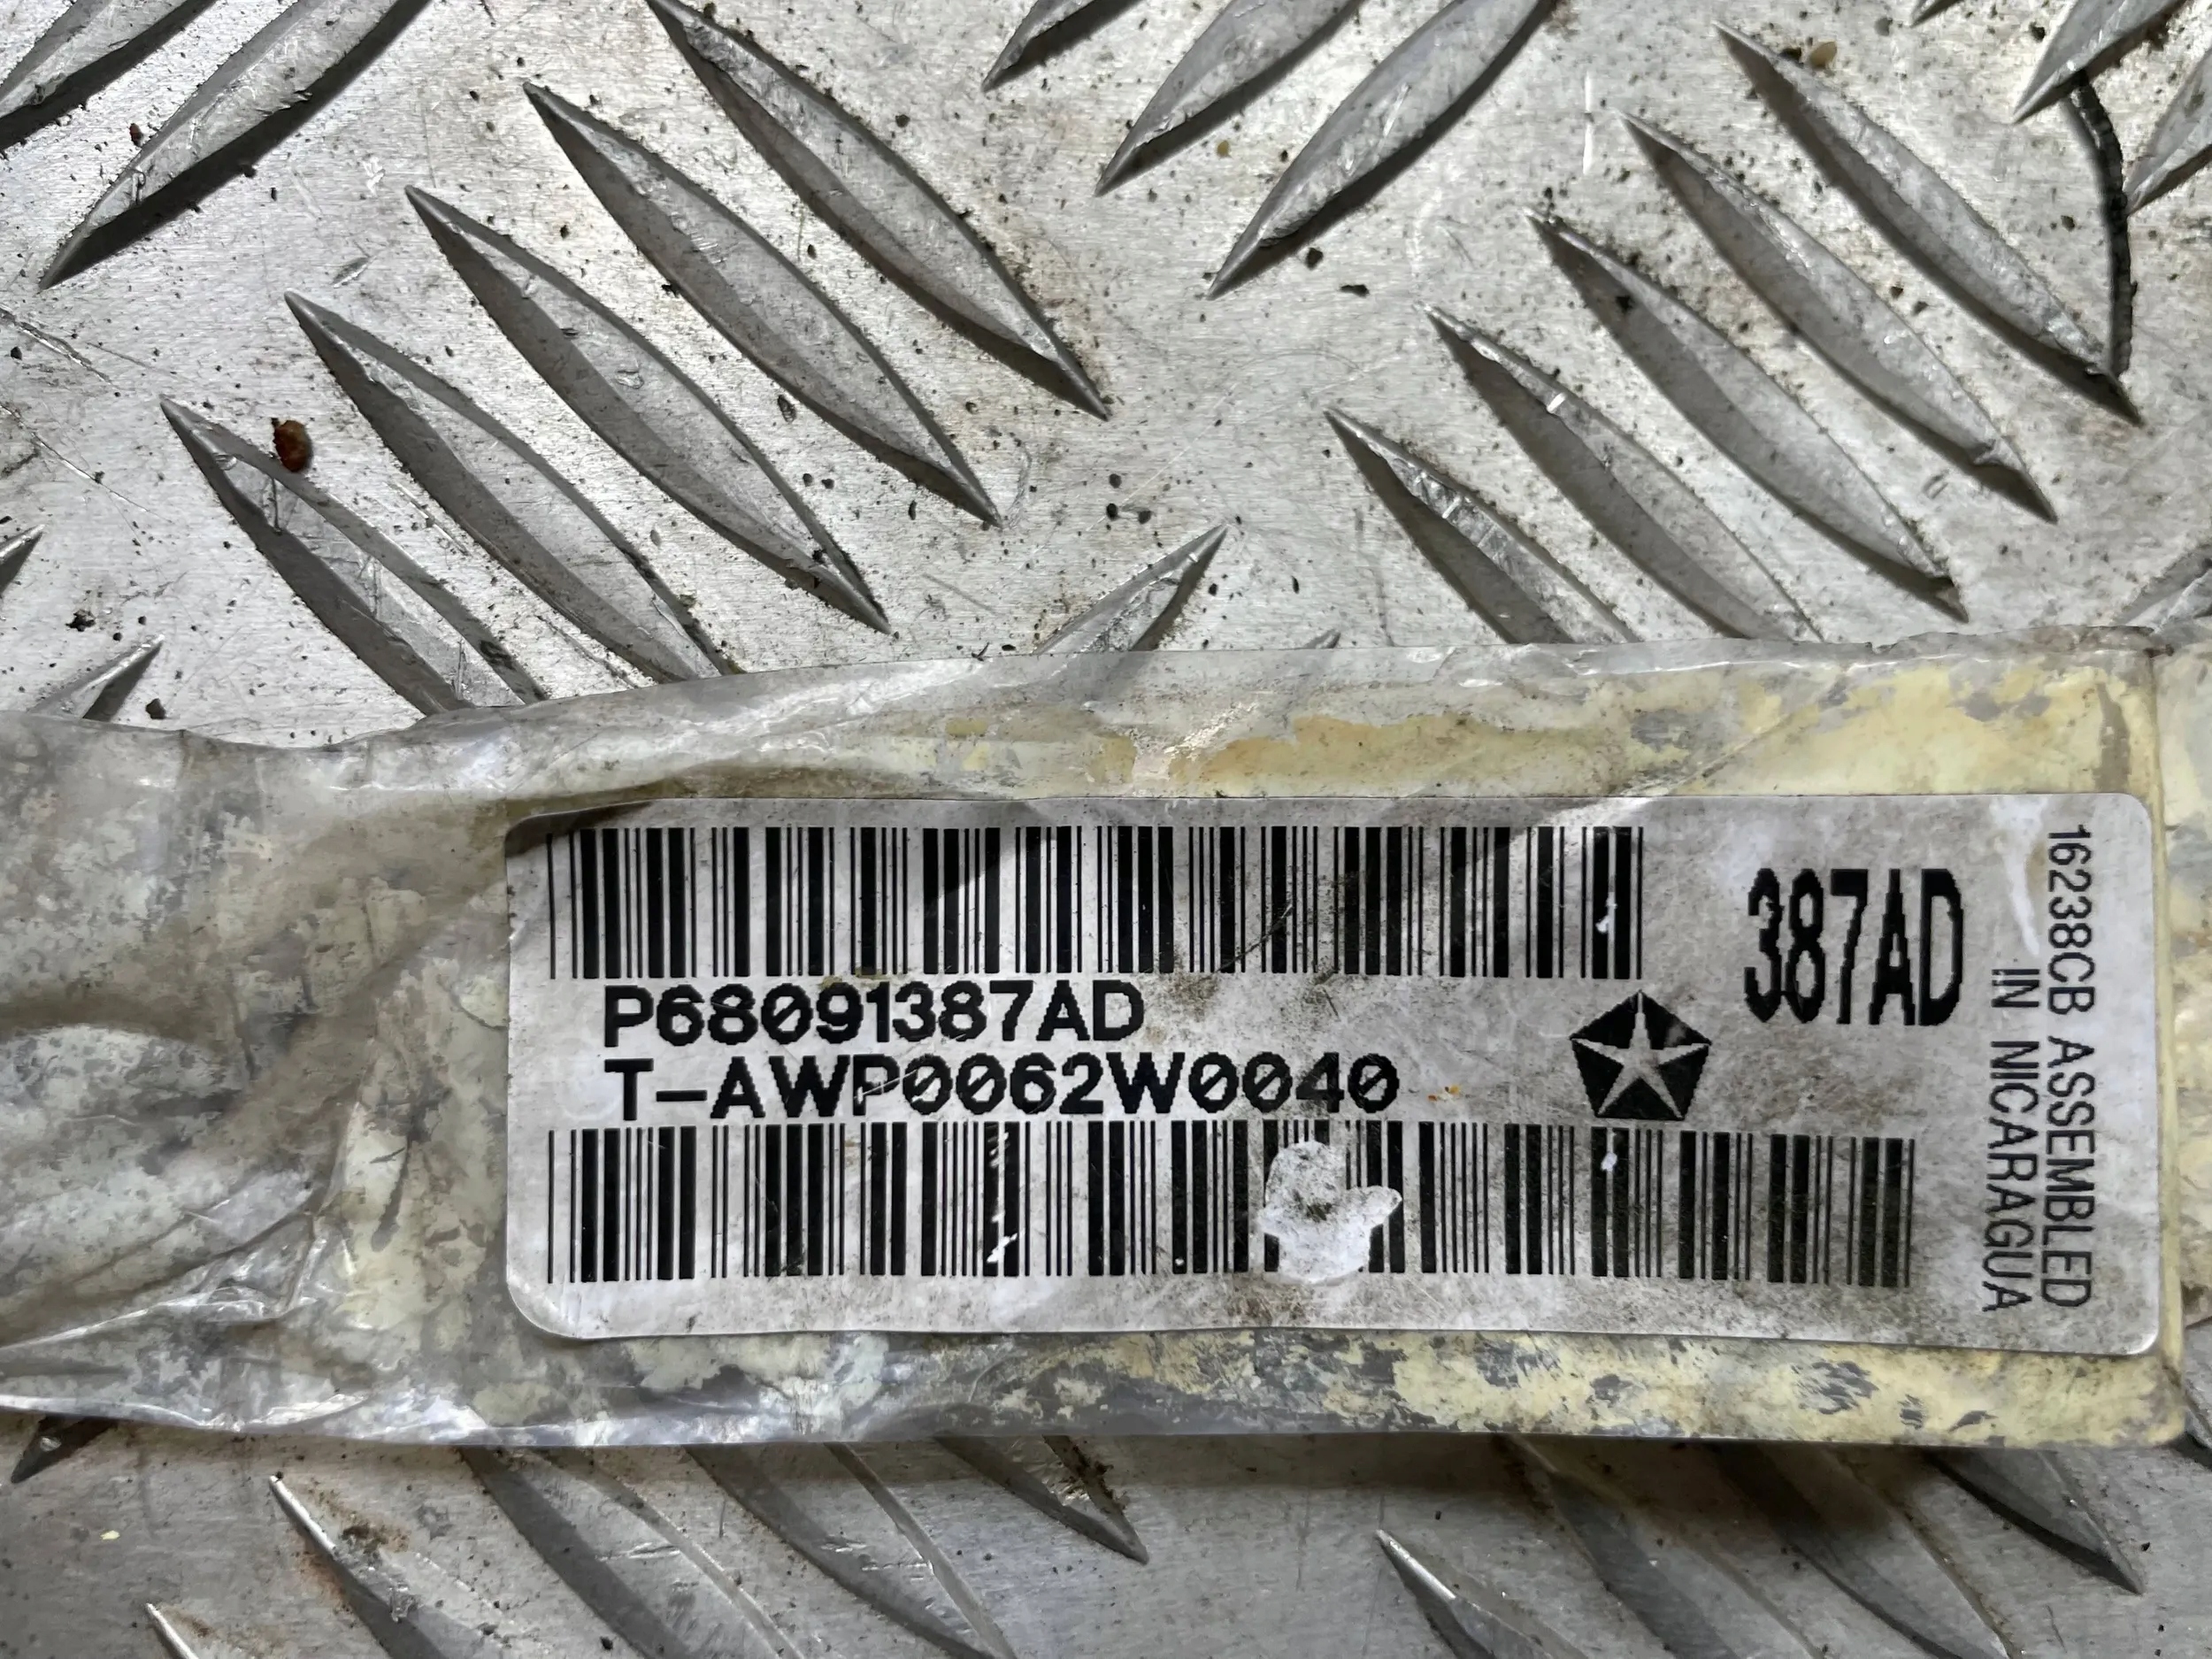 P68091387AD
T-AWP0062W0040
387AD
16238CB ASSEMBLED
IN NICARAGUA